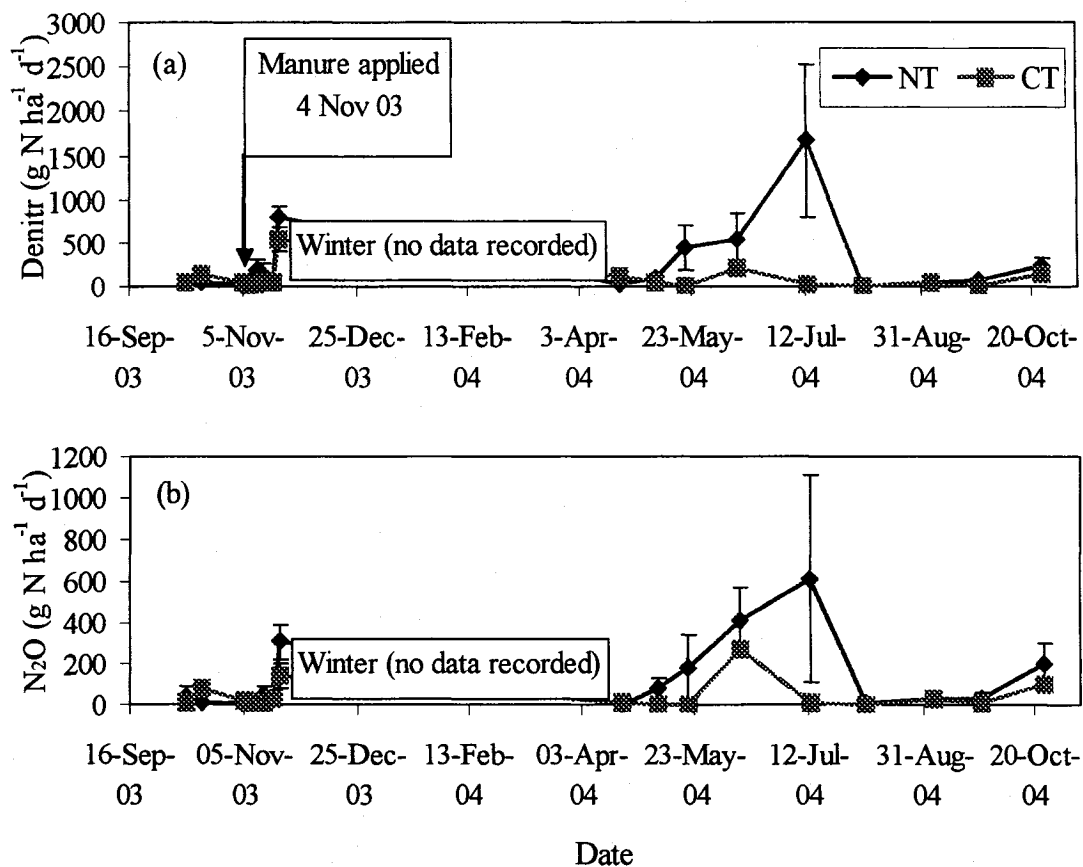 3000
2500
2000
1500
1000
500
0
Denitr (g N ha⁻¹ d⁻¹)
(a)
Manure applied
4 Nov 03
NT CT
Winter (no data recorded)
16-Sep- 5-Nov- 25-Dec- 13-Feb- 3-Apr- 23-May- 12-Jul- 31-Aug- 20-Oct-
03 03 03 04 04 04 04 04 04
1200
1000
800
600
400
200
0
N₂O (g N ha⁻¹ d⁻¹)
(b)
Winter (no data recorded)
16-Sep- 05-Nov- 25-Dec- 13-Feb- 03-Apr- 23-May- 12-Jul- 31-Aug- 20-Oct-
03 03 03 04 04 04 04 04 04
Date